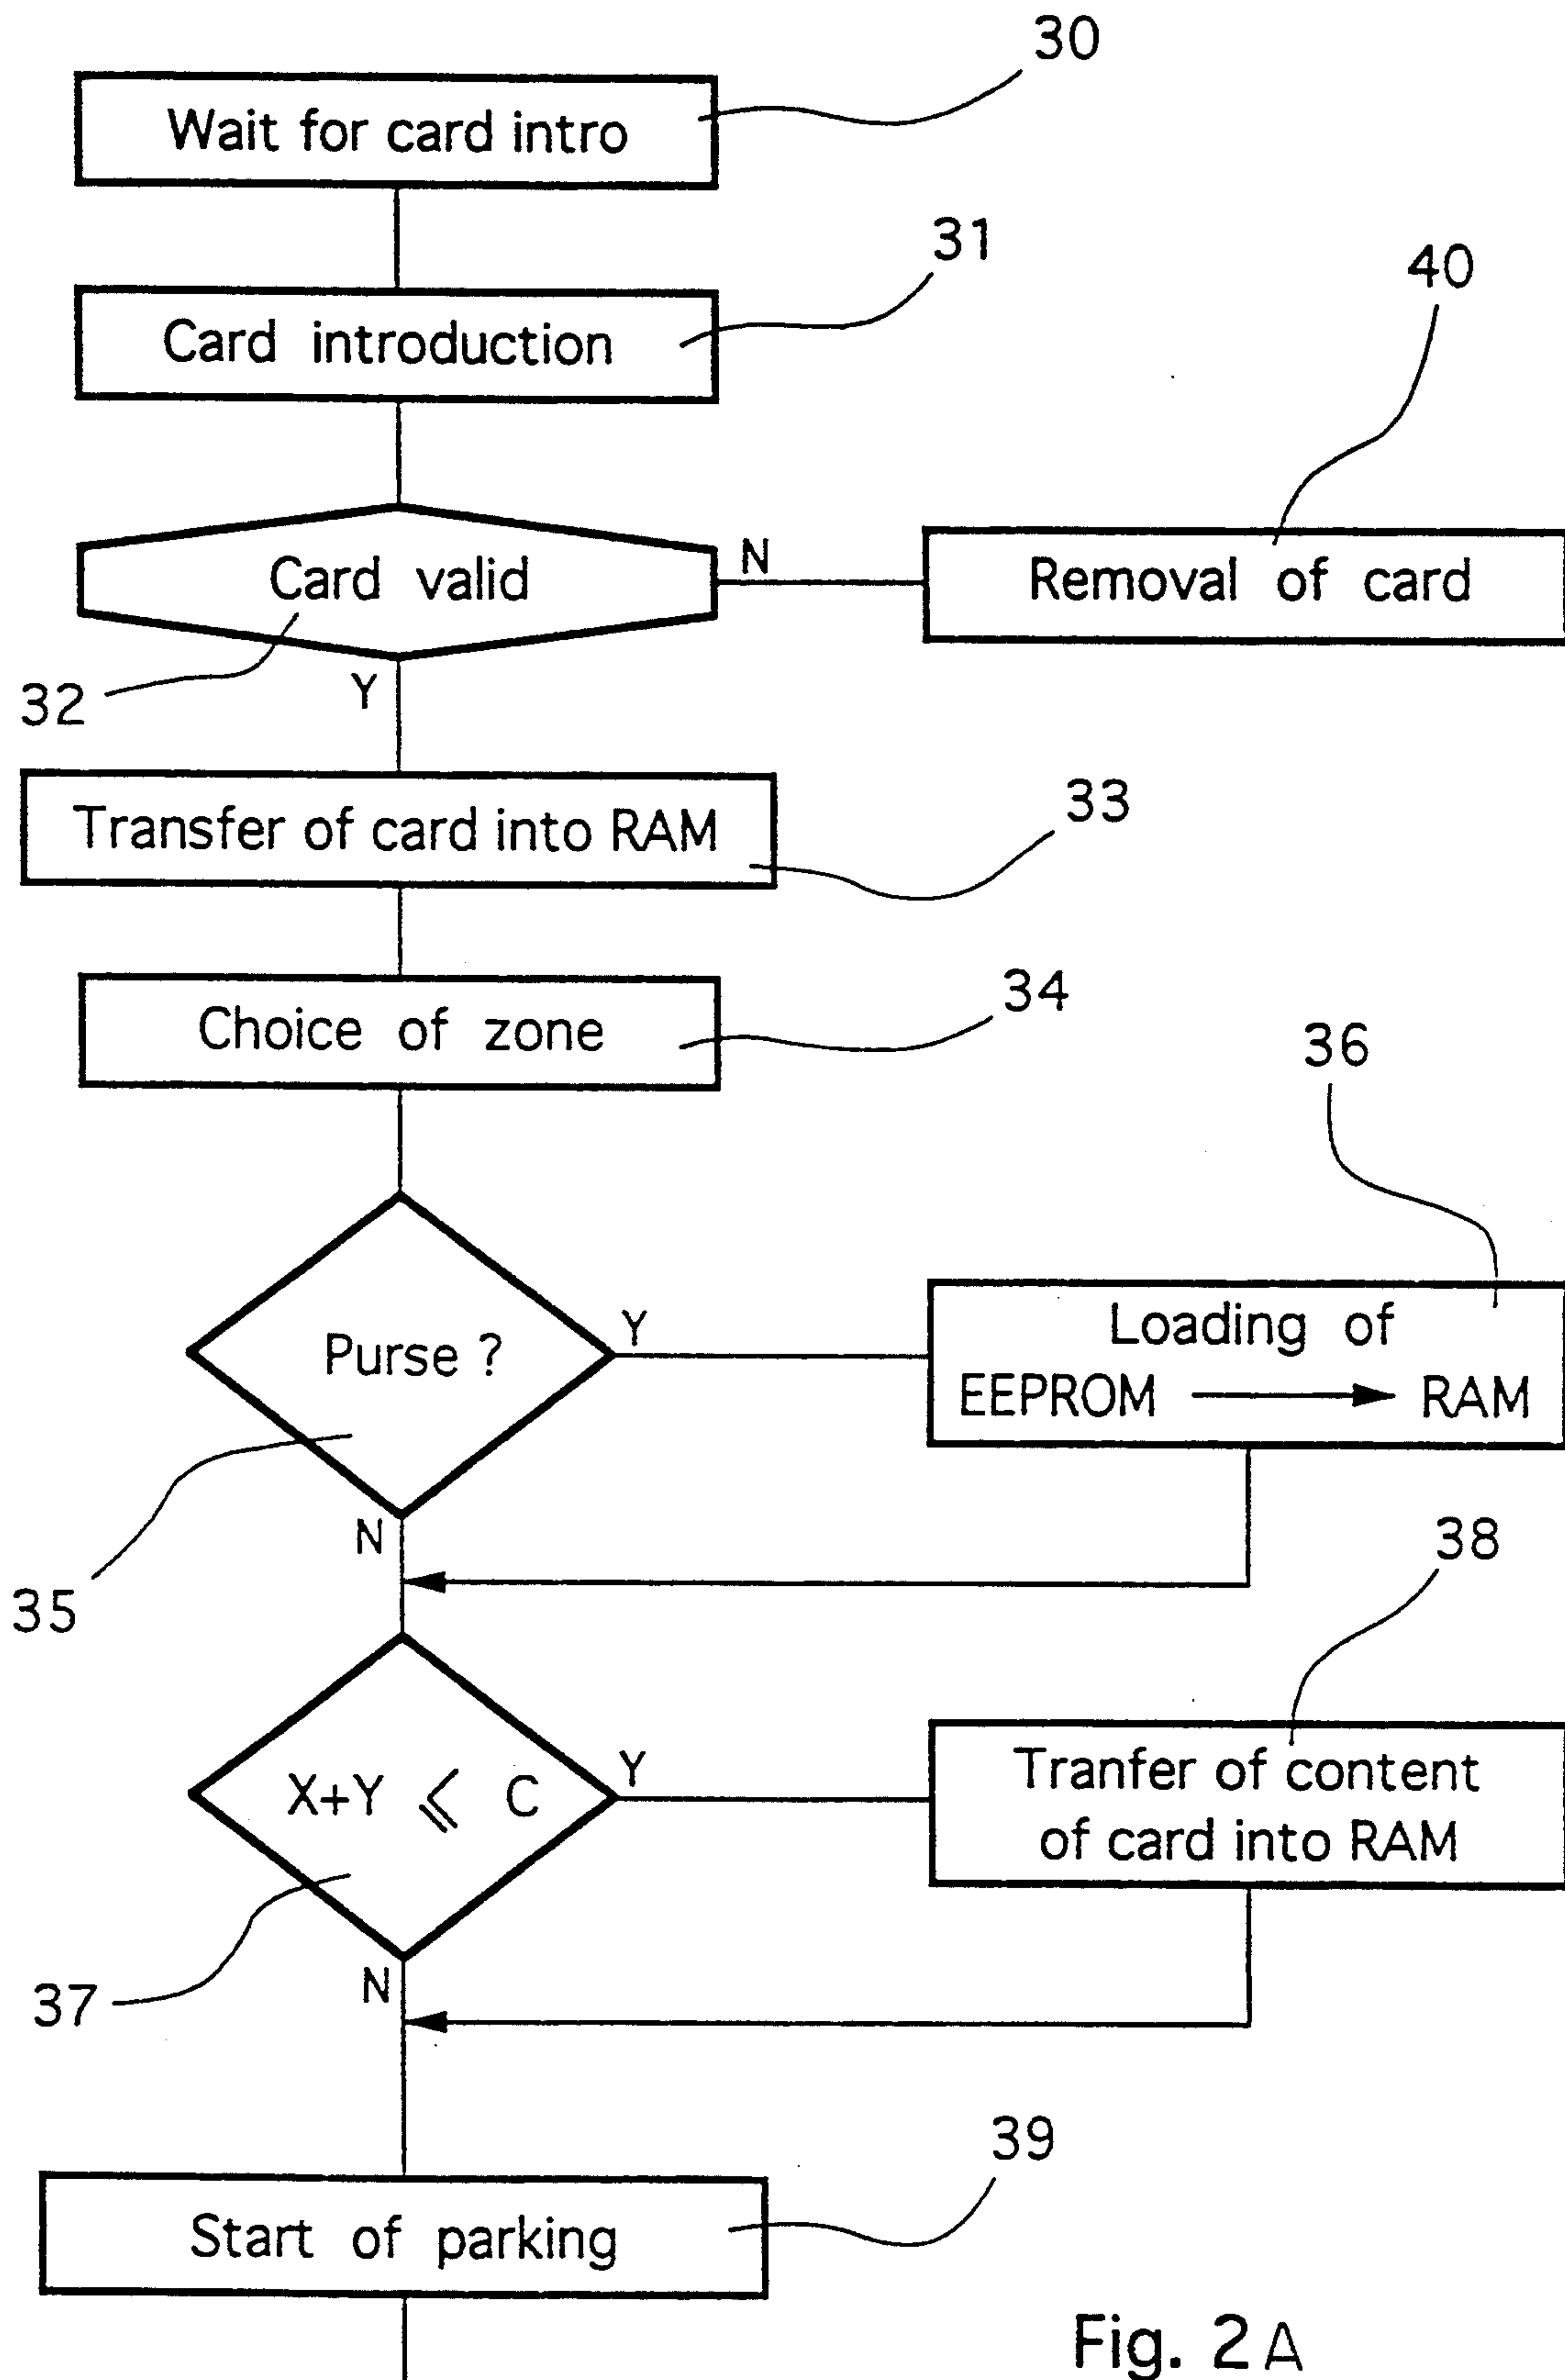 30
Wait for card intro
31
Card introduction
40
Card valid
N
Removal of card
32
Y
Transfer of card into RAM
33
Choice of zone
34
36
Purse ?
Y
Loading of
EEPROM → RAM
35
N
38
X+Y ⩽ C
Y
Tranfer of content
of card into RAM
37
N
39
Start of parking
Fig. 2A